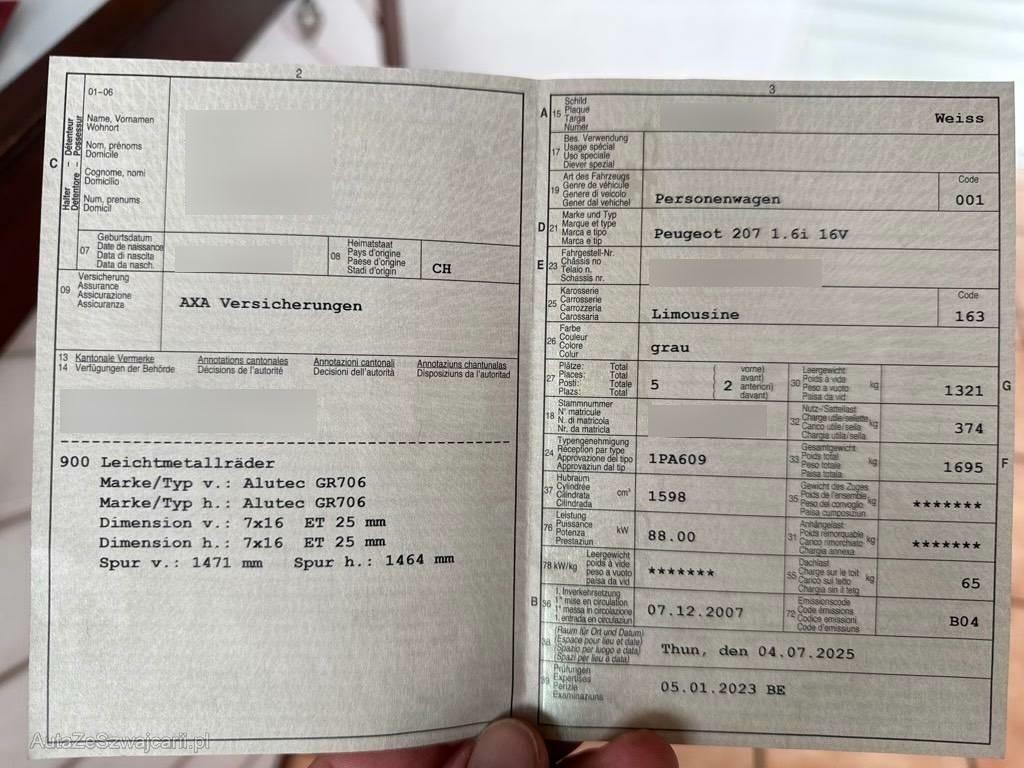 2
01-06
C
Halter – Détenteur
Detentore – Possessur
Name, Vornamen
Wohnort
Nom, prénoms
Domicile
Cognome, nomi
Domicilio
Num, prenums
Domicil
07
Geburtsdatum
Date de naissance
Data di nascita
Data da nasch.
08
Heimatstaat
Pays d'origine
Paese d'origine
Stadi d'origin
CH
09
Versicherung
Assurance
Assicurazione
Assicuranza
AXA Versicherungen
13 Kantonale Vermerke Annotations cantonales Annotazioni cantonali Annotaziuns chantunalas
14 Verfügungen der Behörde Décisions de l'autorité Decisioni dell'autorità Disposiziuns da l'autoritad
900 Leichtmetallräder
Marke/Typ v.: Alutec GR706
Marke/Typ h.: Alutec GR706
Dimension v.: 7x16 ET 25 mm
Dimension h.: 7x16 ET 25 mm
Spur v.: 1471 mm Spur h.: 1464 mm
3
A 15
Schild
Plaque
Targa
Numer
Weiss
17
Bes. Verwendung
Usage spécial
Uso speciale
Diever spezial
19
Art des Fahrzeugs
Genre de véhicule
Genere di veicolo
Gener dal vehichel
Personenwagen
Code
001
D 21
Marke und Typ
Marque et type
Marca e tipo
Marca e tip
Peugeot 207 1.6i 16V
E 23
Fahrgestell-Nr.
Châssis no
Telaio n.
Schassis nr.
25
Karosserie
Carrosserie
Carrozzeria
Carossaria
Limousine
Code
163
26
Farbe
Couleur
Colore
Colur
grau
27
Plätze: Total
Places: Total
Posti: Totale
Plazs: Total
5
vorne)
avant)
anteriori)
davant)
2
30
Leergewicht
Poids à vide
Peso a vuoto
Paisa da vid
kg
1321
G
18
Stammnummer
N° matricule
N. di matricola
Nr. da matricla
32
Nutz-/Sattellast
Charge utile/sellette
Carico utile/sella
Chargia utila/sella
kg
374
24
Typengenehmigung
Réception par type
Approvazione del tipo
Approvaziun dal tip
1PA609
33
Gesamtgewicht
Poids total
Peso totale
Paisa totala
kg
1695
F
37
Hubraum
Cylindrée
Cilindrata
Cilindrada
cm³
1598
35
Gewicht des Zuges
Poids de l'ensemble
Peso del convoglio
Paisa cumposiziun
kg
*******
76
Leistung
Puissance
Potenza
Prestaziun
kW
88.00
31
Anhängelast
Poids remorquable
Carico rimorchiato
Chargia annexa
kg
*******
78 kW/kg
Leergewicht
poids à vide
peso a vuoto
paisa da vid
*******
55
Dachlast
Charge sur le toit
Carico sul tetto
Chargia sin il tetg
kg
65
B 36
1. Inverkehrsetzung
1re mise en circulation
1a messa in circolazione
1. entrada en circulaziun
07.12.2007
72
Emissionscode
Code émissions
Codice emissioni
Code d'emissiuns
B04
38
(Raum für Ort und Datum)
(Espace pour lieu et date)
(Spazio per luogo e data)
(Spazi per lieu e data)
Thun, den 04.07.2025
39
Prüfungen
Expertises
Perizie
Examinaziuns
05.01.2023 BE
AutaZeSzwajcarii.pl